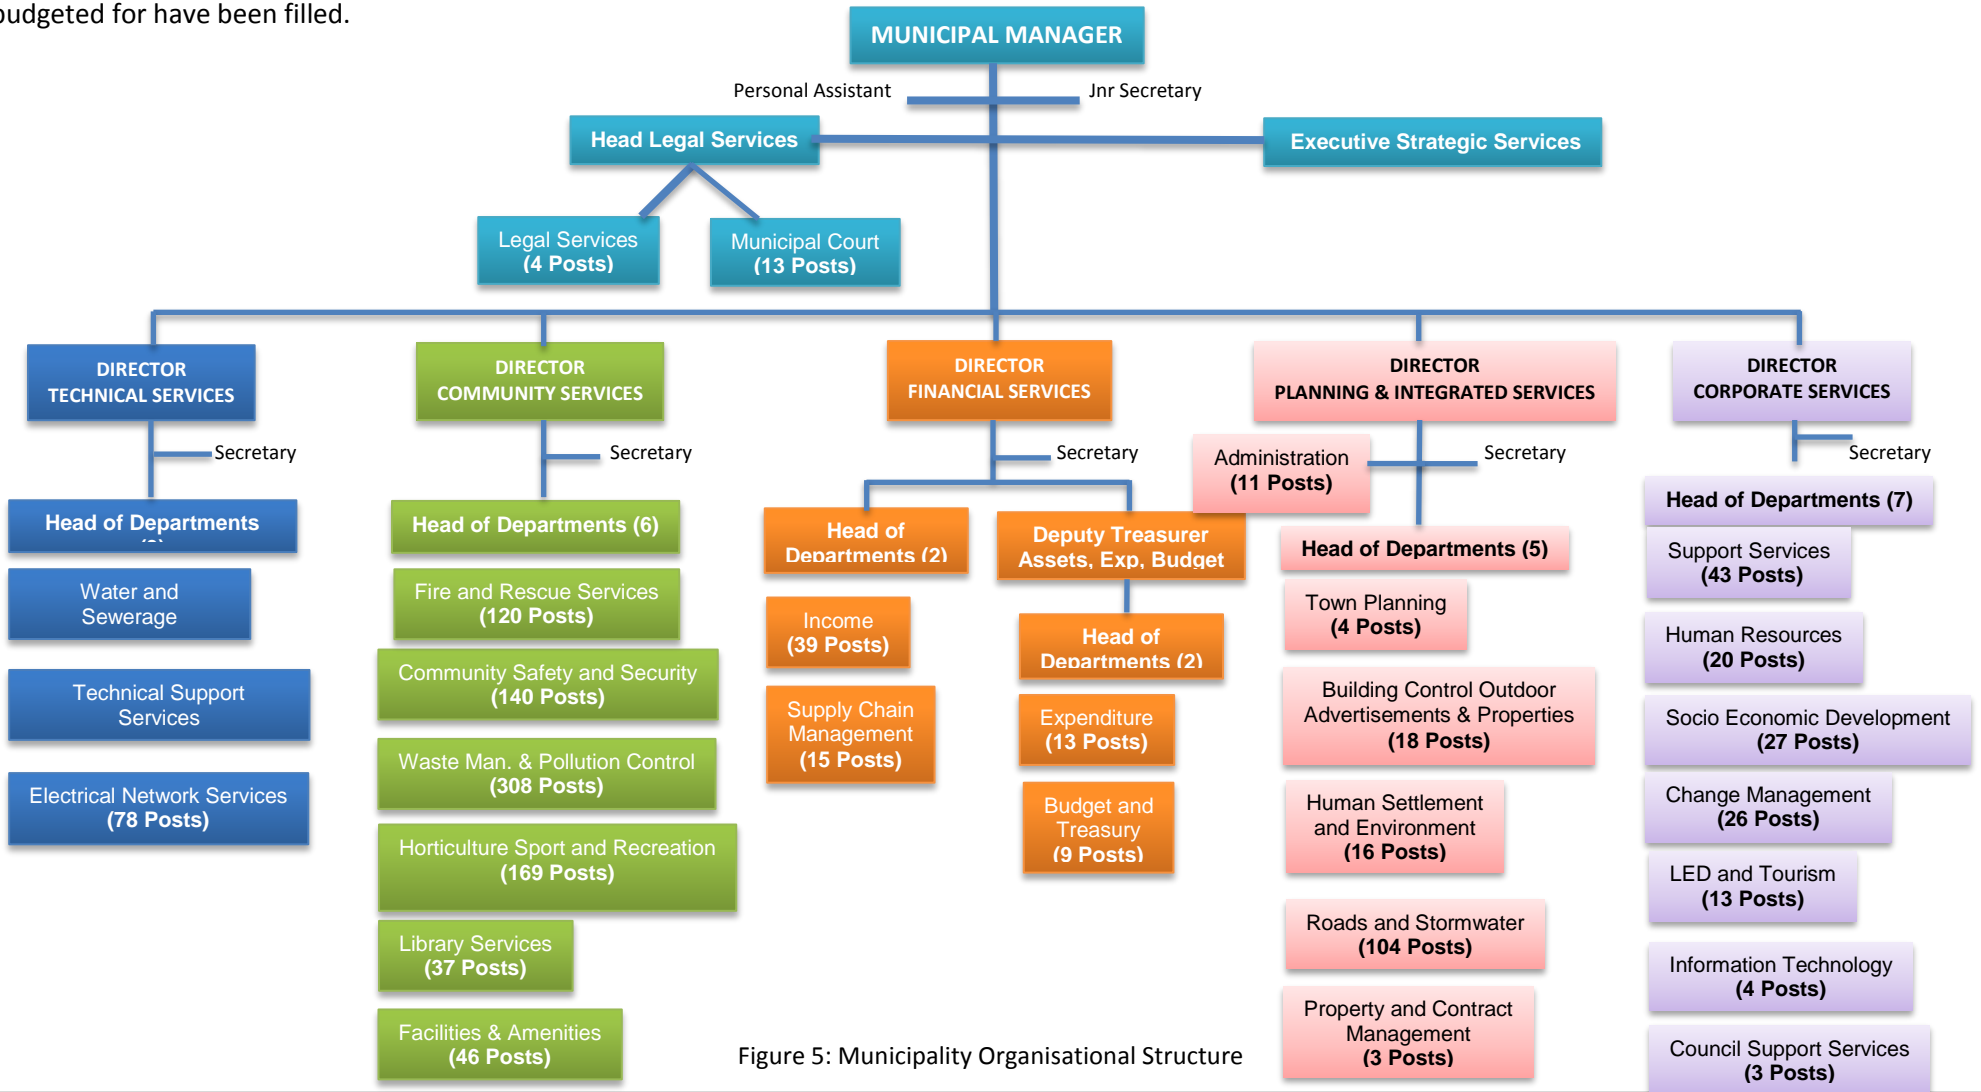 budgeted for have been filled.
MUNICIPAL MANAGER
Personal Assistant
Jnr Secretary
Head Legal Services
Executive Strategic Services
Legal Services
(4 Posts)
Municipal Court
(13 Posts)
DIRECTOR
TECHNICAL SERVICES
Secretary
Head of Departments
Water and
Sewerage
Technical Support
Services
Electrical Network Services
(78 Posts)
DIRECTOR
COMMUNITY SERVICES
Secretary
Head of Departments (6)
Fire and Rescue Services
(120 Posts)
Community Safety and Security
(140 Posts)
Waste Man. & Pollution Control
(308 Posts)
Horticulture Sport and Recreation
(169 Posts)
Library Services
(37 Posts)
Facilities & Amenities
(46 Posts)
DIRECTOR
FINANCIAL SERVICES
Secretary
Head of
Departments (2)
Income
(39 Posts)
Supply Chain
Management
(15 Posts)
Deputy Treasurer
Assets, Exp, Budget
Head of
Departments (2)
Expenditure
(13 Posts)
Budget and
Treasury
(9 Posts)
DIRECTOR
PLANNING & INTEGRATED SERVICES
Administration
(11 Posts)
Secretary
Head of Departments (5)
Town Planning
(4 Posts)
Building Control Outdoor
Advertisements & Properties
(18 Posts)
Human Settlement
and Environment
(16 Posts)
Roads and Stormwater
(104 Posts)
Property and Contract
Management
(3 Posts)
DIRECTOR
CORPORATE SERVICES
Secretary
Head of Departments (7)
Support Services
(43 Posts)
Human Resources
(20 Posts)
Socio Economic Development
(27 Posts)
Change Management
(26 Posts)
LED and Tourism
(13 Posts)
Information Technology
(4 Posts)
Council Support Services
(3 Posts)
Figure 5: Municipality Organisational Structure